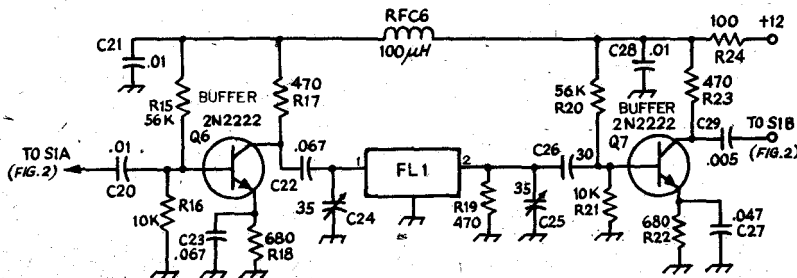 RFC6
100 μH
C21
.01
R15
56K
470
R17
BUFFER
2N2222
Q6
.01
C20
TO S1A
(FIG.2)
R16
10K
C23
.067
680
R18
.067
C22
1
FL1
2
35
C24
R19
470
35
C25
C26
30
56K
R20
C28
.01
100
R24
+12
470
R23
BUFFER
2N2222
Q7
C29
.005
TO S1B
(FIG.2)
10K
R21
680
R22
.047
C27